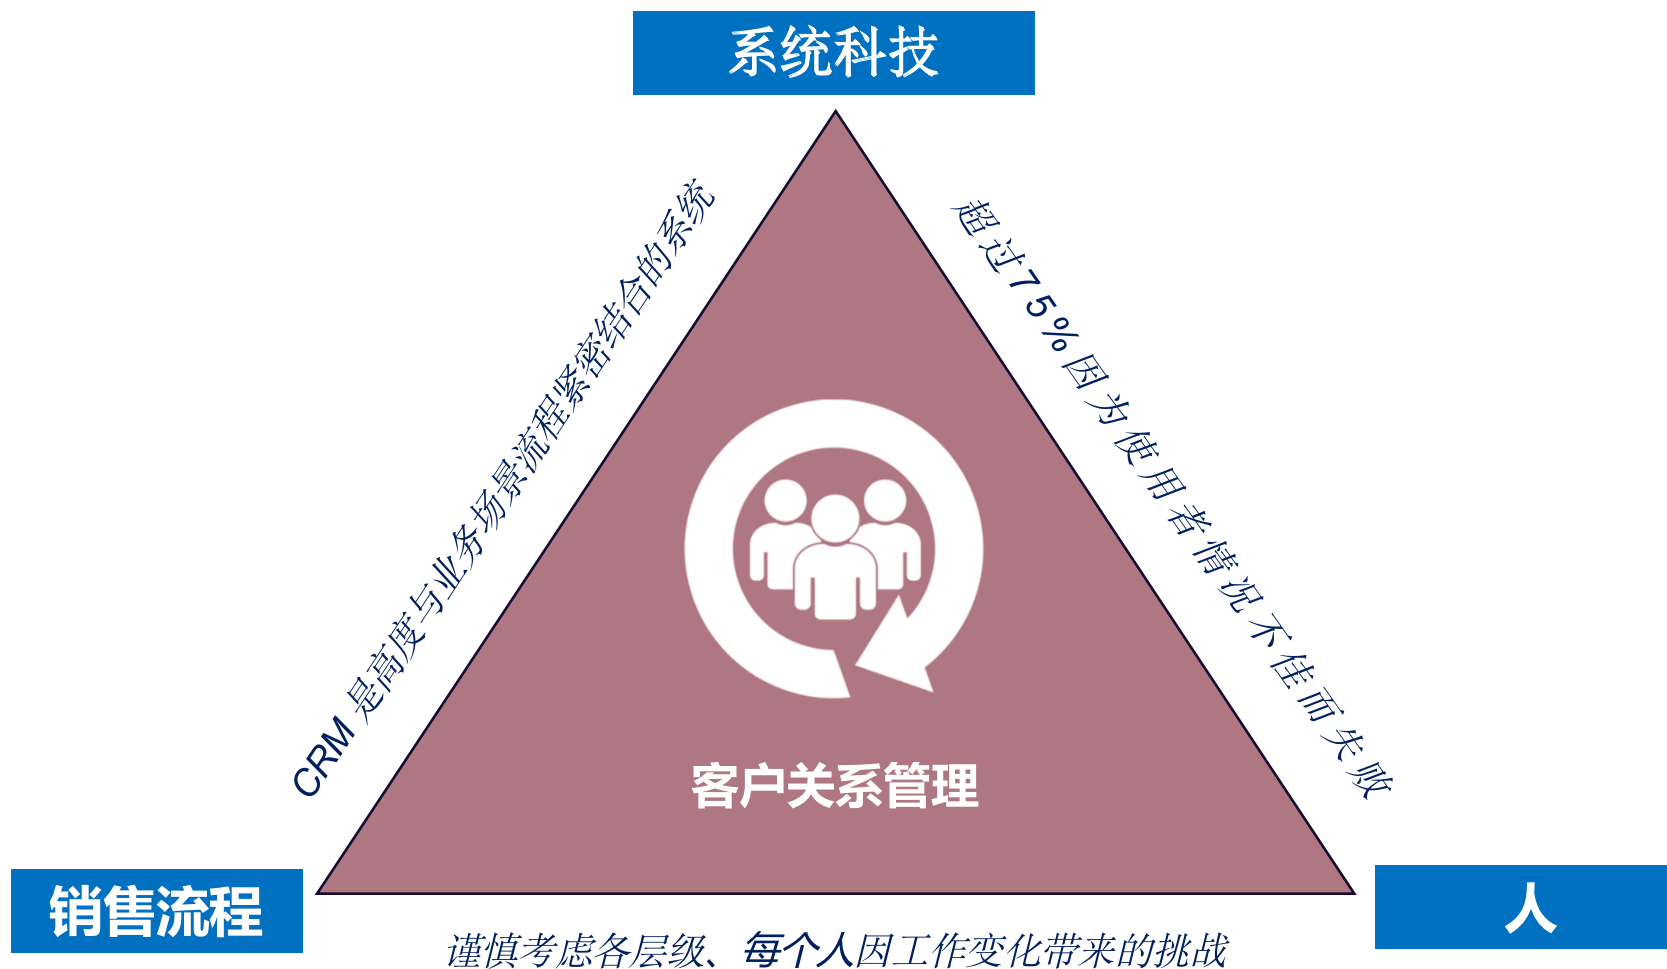 系统科技
CRM 是高度与业务场景流程紧密结合的系统
超过75%因为使用者情况不佳而失败
客户关系管理
销售流程
人
谨慎考虑各层级、每个人因工作变化带来的挑战